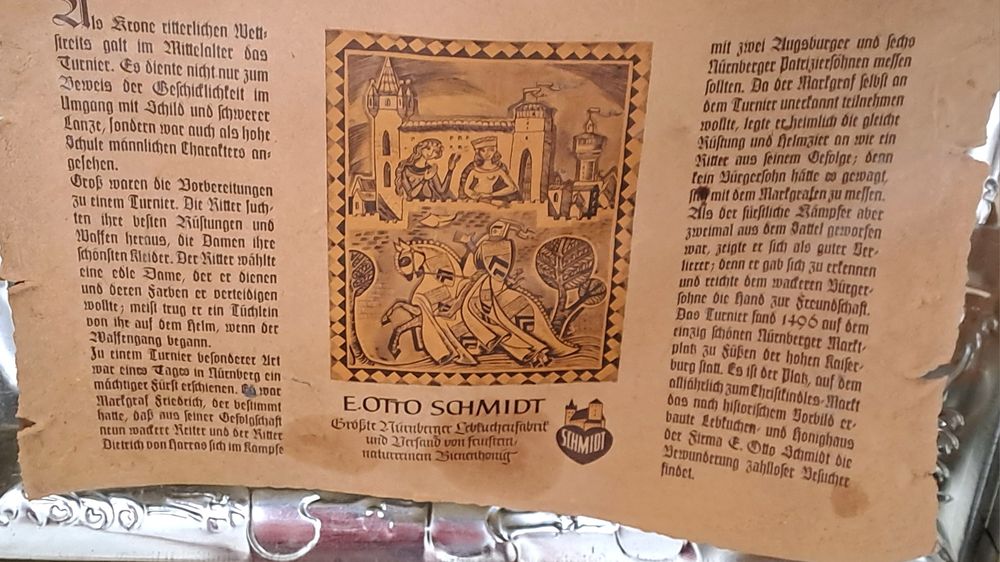 Als Krone ritterlichen Wett-
streits galt im Mittelalter das
Turnier. Es diente nicht nur zum
Beweis der Geschicklichkeit im
Umgang mit Schild und schwerer
Lanze, sondern war auch als hohe
Schule männlichen Charakters an-
gesehen.
Groß waren die Vorbereitungen
zu einem Turnier. Die Ritter such-
ten ihre besten Rüstungen und
Waffen heraus, die Damen ihre
schönsten Kleider. Der Ritter wählte
eine edle Dame, der er dienen
und deren Farben er verteidigen
wollte; meist trug er ein Tüchlein
von ihr auf dem Helm, wenn der
Waffengang begann.
Zu einem Turnier besonderer Art
war eines Tages in Nürnberg ein
mächtiger Fürst erschienen. Es war
Markgraf Friedrich, der bestimmt
hatte, daß aus seiner Gefolgschaft
neun wackere Reiter und der Ritter
Dietrich von Harras sich im Kampfe
E. OTTO SCHMIDT
Größte Nürnberger Lebkuchenfabrik
und Versand von feinstem,
naturreinem Bienenhonig
SCHMIDT
mit zwei Augsburger und sechs
Nürnberger Patriziersöhnen messen
sollten. Da der Markgraf selbst an
dem Turnier unerkannt teilnehmen
wollte, legte er heimlich die gleiche
Rüstung und Helmzier an wie ein
Ritter aus seinem Gefolge; denn
kein Bürgersohn hätte es gewagt,
sich mit dem Markgrafen zu messen.
Als der fürstliche Kämpfer aber
zweimal aus dem Sattel geworfen
war, zeigte er sich als guter Ver-
lierer; denn er gab sich zu erkennen
und reichte dem wackeren Bürger-
sohne die Hand zur Freundschaft.
Das Turnier fand 1496 auf dem
einzig schönen Nürnberger Markt-
platz zu Füßen der hohen Kaiser-
burg statt. Es ist der Platz, auf dem
alljährlich zum Christkindles-Markt
das nach historischem Vorbild er-
baute Lebkuchen- und Honighaus
der Firma E. Otto Schmidt die
Bewunderung zahlloser Besucher
findet.